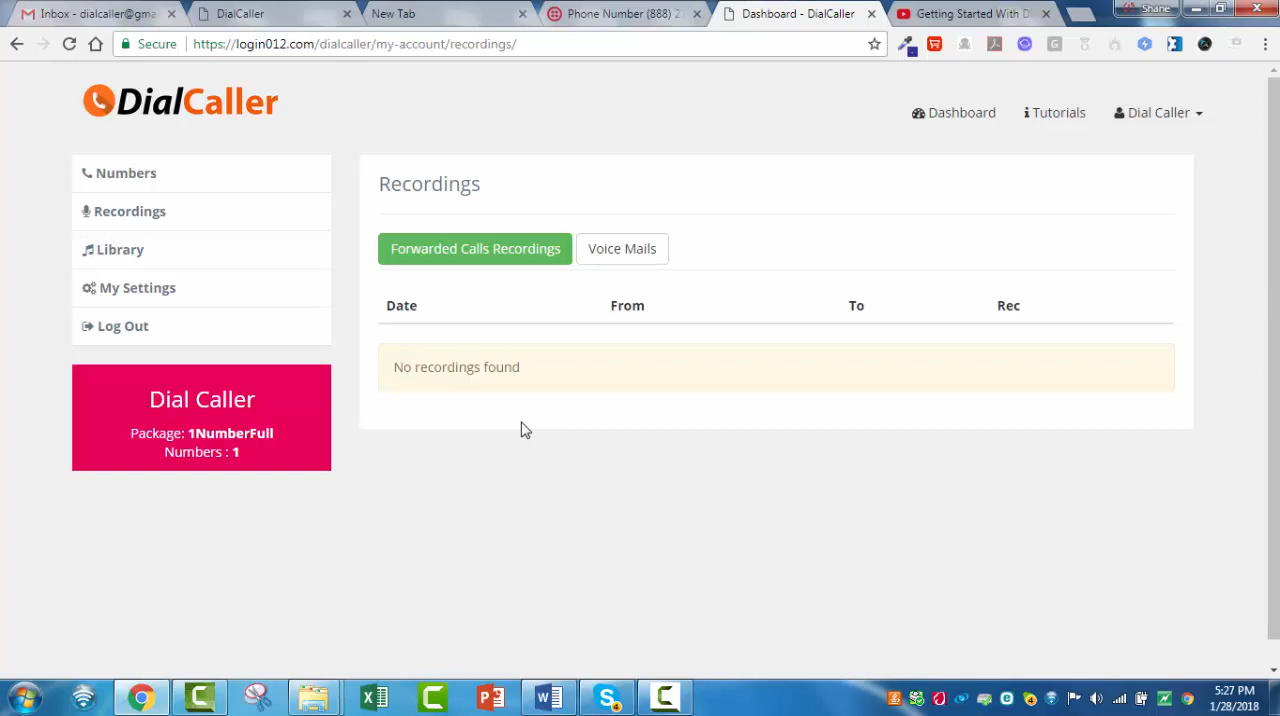 Inbox - dialcaller@gma
DialCaller
New Tab
Phone Number (888) 2
Dashboard - DialCaller
Getting Started With D
Shane
Secure
https://login012.com/dialcaller/my-account/recordings/
DialCaller
Dashboard
Tutorials
Dial Caller
Numbers
Recordings
Library
My Settings
Log Out
Dial Caller
Package: 1NumberFull
Numbers : 1
Recordings
Forwarded Calls Recordings
Voice Mails
Date From To Rec
No recordings found
5:27 PM
1/28/2018